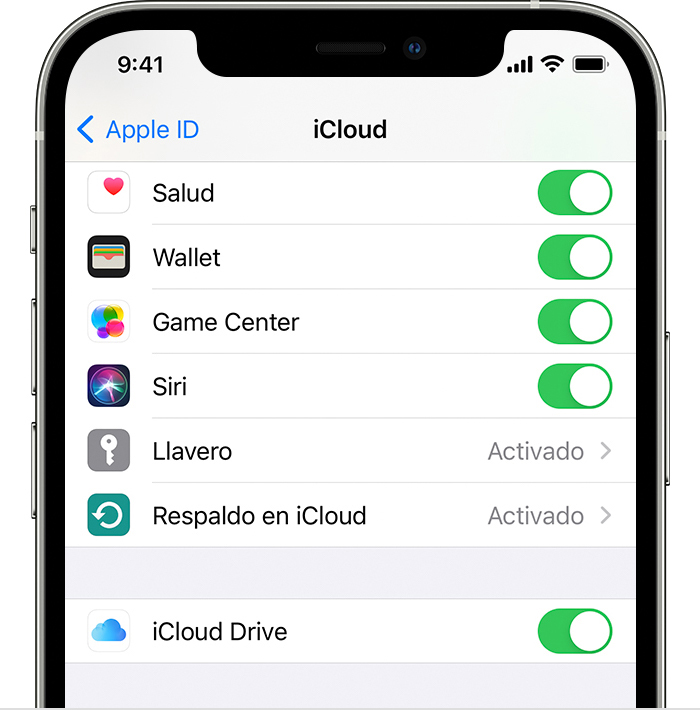 9:41
Apple ID iCloud
Salud
Wallet
Game Center
Siri
Llavero Activado
Respaldo en iCloud Activado
iCloud Drive